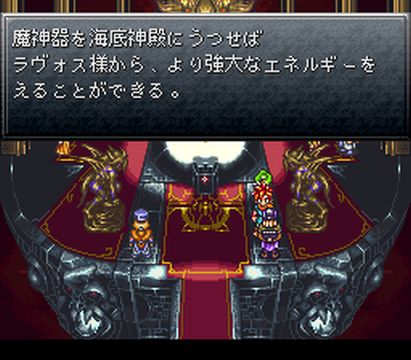 魔神器を海底神殿にうつせば
ラヴォス様から、より強大なエネルギーを
えることができる。